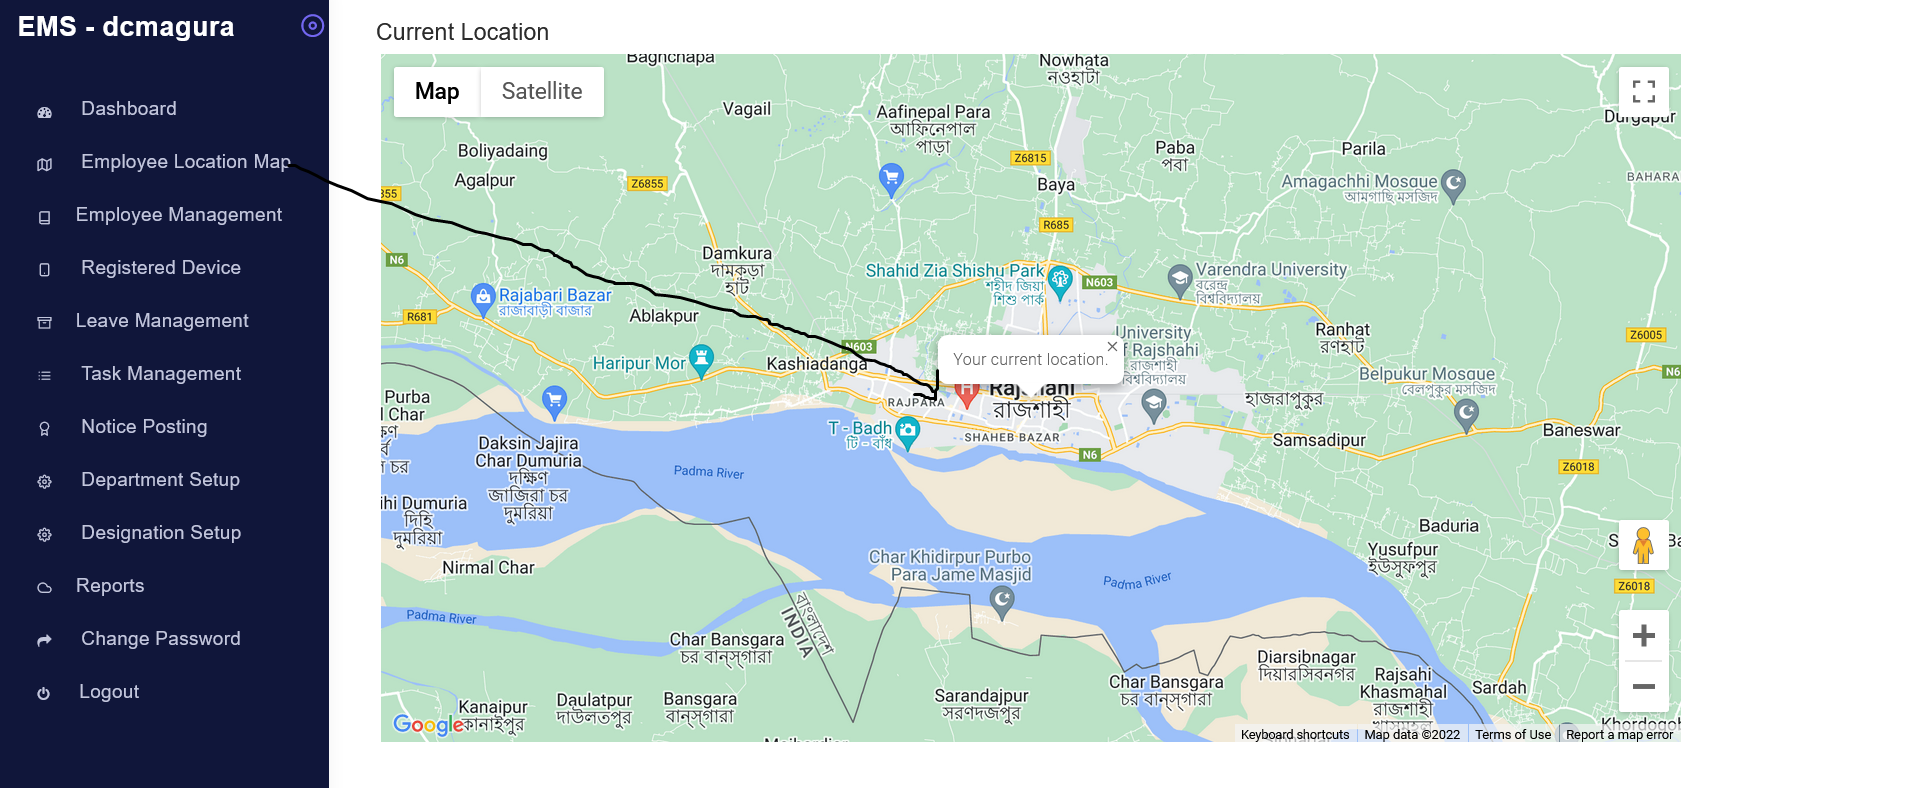 EMS - dcmagura
Dashboard
Employee Location Map
Employee Management
Registered Device
Leave Management
Task Management
Notice Posting
Department Setup
Designation Setup
Reports
Change Password
Logout
Current Location
Map
Satellite
Baghchapa
Nowhata
নওহাটা
Vagail
Aafinepal Para
আফিনেপাল
পাড়া
Durgapur
Boliyadaing
Agalpur
Z6855
Z6815
Baya
Paba
পবা
Parila
Amagachhi Mosque
আমগাছি মসজিদ
BAHARA
R685
N6
Damkura
দামকুড়া
হাট
Shahid Zia Shishu Park
শহীদ জিয়া
শিশু পার্ক
N603
Varendra University
বরেন্দ্র
বিশ্ববিদ্যালয়
Rajabari Bazar
রাজাবাড়ী বাজার
R681
Ablakpur
Ranhat
রণহাট
Z6005
N603
Haripur Mor
Kashiadanga
Your current location.
University
of Rajshahi
রাজশাহী
বিশ্ববিদ্যালয়
Belpukur Mosque
বেলপুকুর মসজিদ
N6
Purba
Char
RAJPARA
Rajshahi
রাজশাহী
হাজরাপুকুর
T - Badh
টি - বাঁধ
SHAHEB BAZAR
Samsadipur
Baneswar
N6
Z6018
Daksin Jajira
Char Dumuria
দক্ষিণ
জাজিরা চর
দুমরিয়া
চর
Padma River
Dumuria
দিহি
দুমরিয়া
Baduria
Nirmal Char
Char Khidirpur Purbo
Para Jame Masjid
Padma River
Yusufpur
ইউসুফপুর
Z6018
Padma River
বাংলাদেশ
INDIA
Char Bansgara
চর বান্সগারা
Diarsibnagar
দিয়ারসিবনগর
Char Bansgara
চর বান্সগারা
Rajsahi
Khasmahal
রাজশাহী
Sardah
Kanaipur
কানাইপুর
Daulatpur
দাউলতপুর
Bansgara
বান্সগারা
Sarandajpur
সরণদজপুর
Google
Keyboard shortcuts
Map data ©2022
Terms of Use
Report a map error